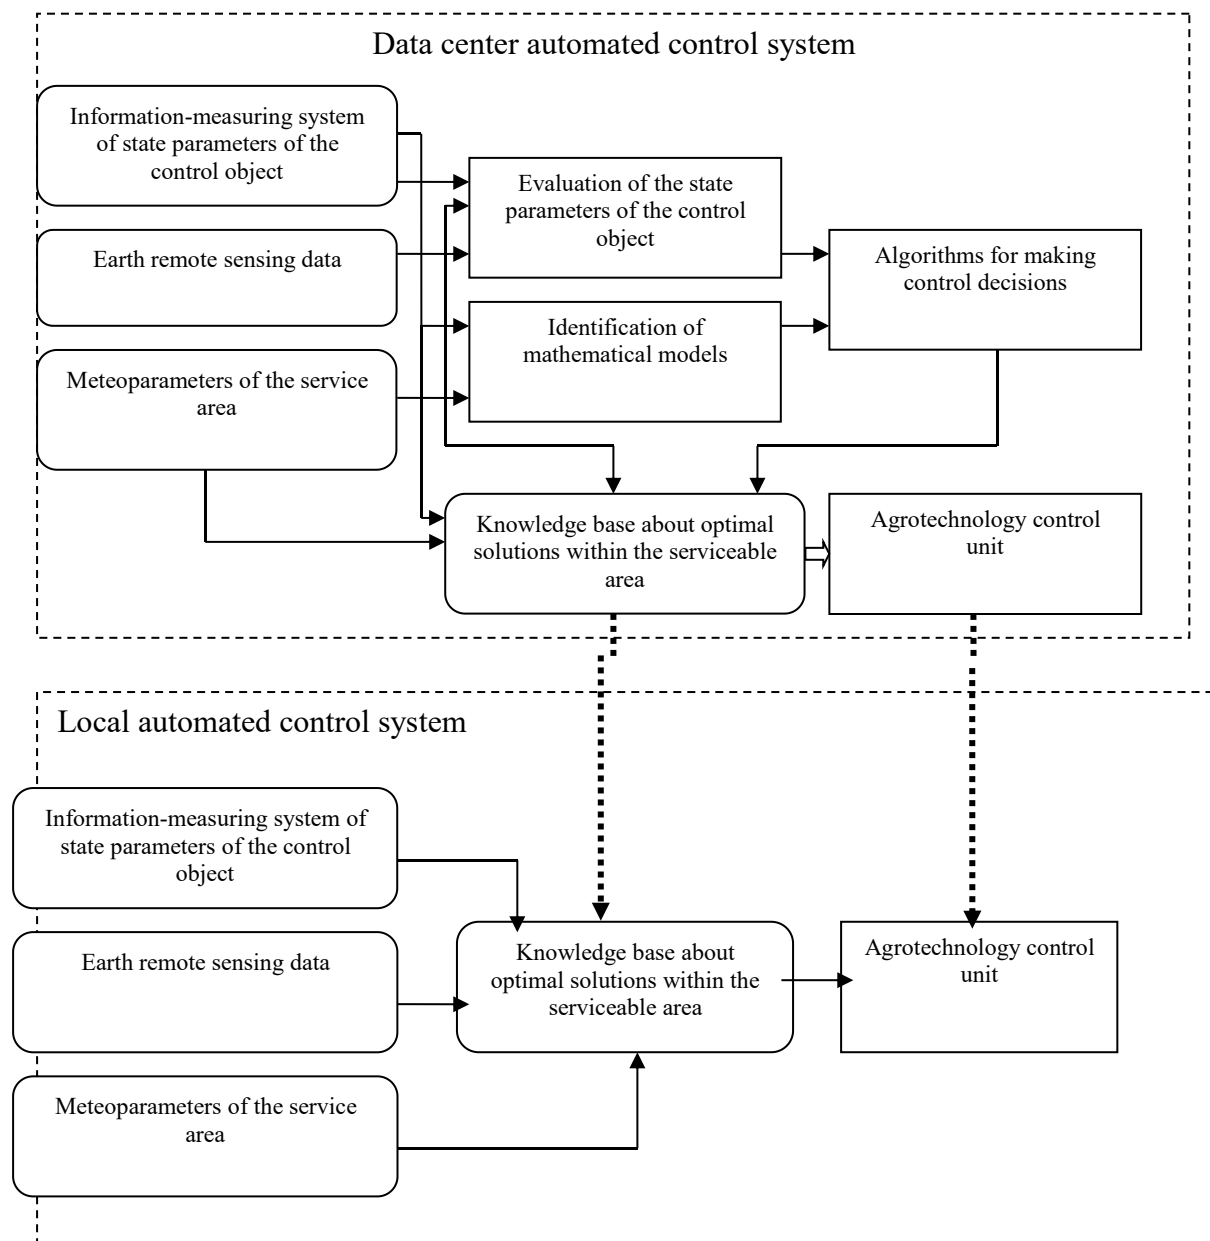 Data center automated control system
Information-measuring system
of state parameters of the
control object
Evaluation of the state
parameters of the control
object
Earth remote sensing data
Algorithms for making
control decisions
Identification of
mathematical models
Meteoparameters of the service
area
Knowledge base about optimal
solutions within the serviceable
area
Agrotechnology control
unit
Local automated control system
Information-measuring system of
state parameters of the control
object
Earth remote sensing data
Knowledge base about
optimal solutions within the
serviceable area
Agrotechnology control
unit
Meteoparameters of the service
area